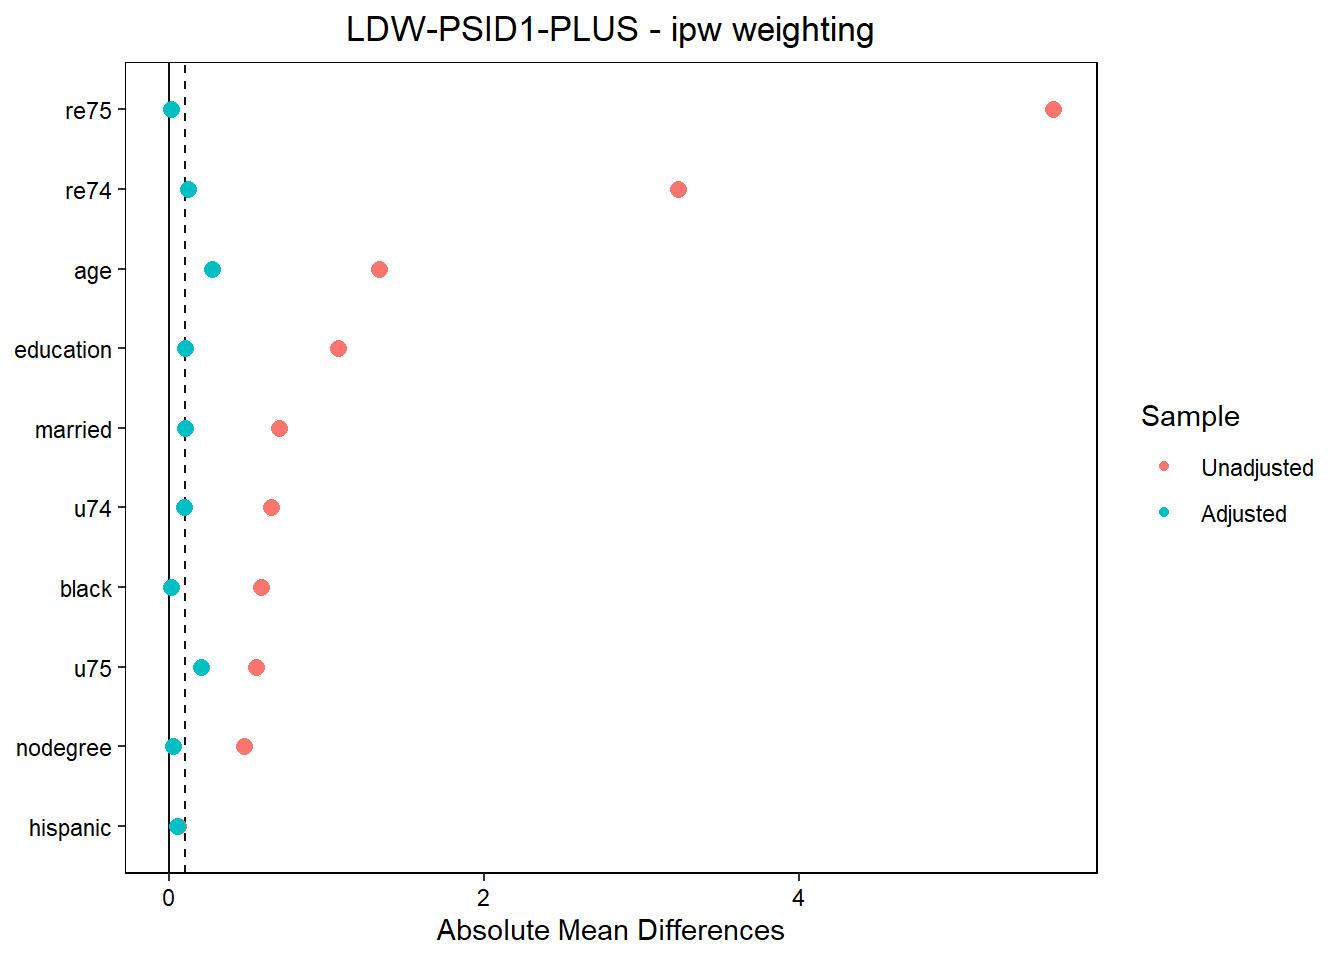 LDW-PSID1-PLUS - ipw weighting
re75
re74
age
education
married
u74
black
u75
nodegree
hispanic
0 2 4
Absolute Mean Differences
Sample
Unadjusted
Adjusted